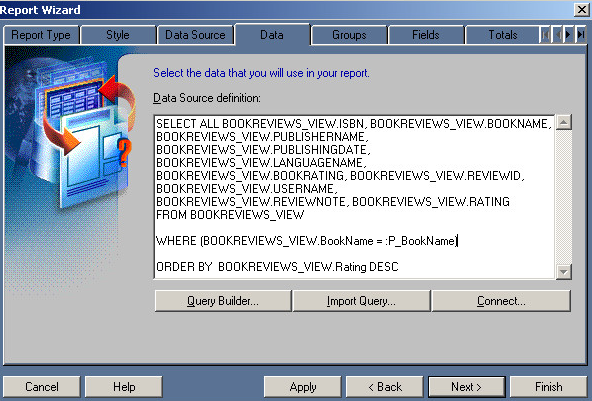 Report Wizard
Report Type
Style
Data Source
Data
Groups
Fields
Totals
Select the data that you will use in your report.
Data Source definition:
SELECT ALL BOOKREVIEWS_VIEW.ISBN, BOOKREVIEWS_VIEW.BOOKNAME,
BOOKREVIEWS_VIEW.PUBLISHERNAME,
BOOKREVIEWS_VIEW.PUBLISHINGDATE,
BOOKREVIEWS_VIEW.LANGUAGENAME,
BOOKREVIEWS_VIEW.BOOKRATING, BOOKREVIEWS_VIEW.REVIEWID,
BOOKREVIEWS_VIEW.USERNAME,
BOOKREVIEWS_VIEW.REVIEWNOTE, BOOKREVIEWS_VIEW.RATING
FROM BOOKREVIEWS_VIEW
WHERE (BOOKREVIEWS_VIEW.BookName = :P_BookName)
ORDER BY  BOOKREVIEWS_VIEW.Rating DESC
Query Builder...
Import Query...
Connect...
Cancel
Help
Apply
< Back
Next >
Finish